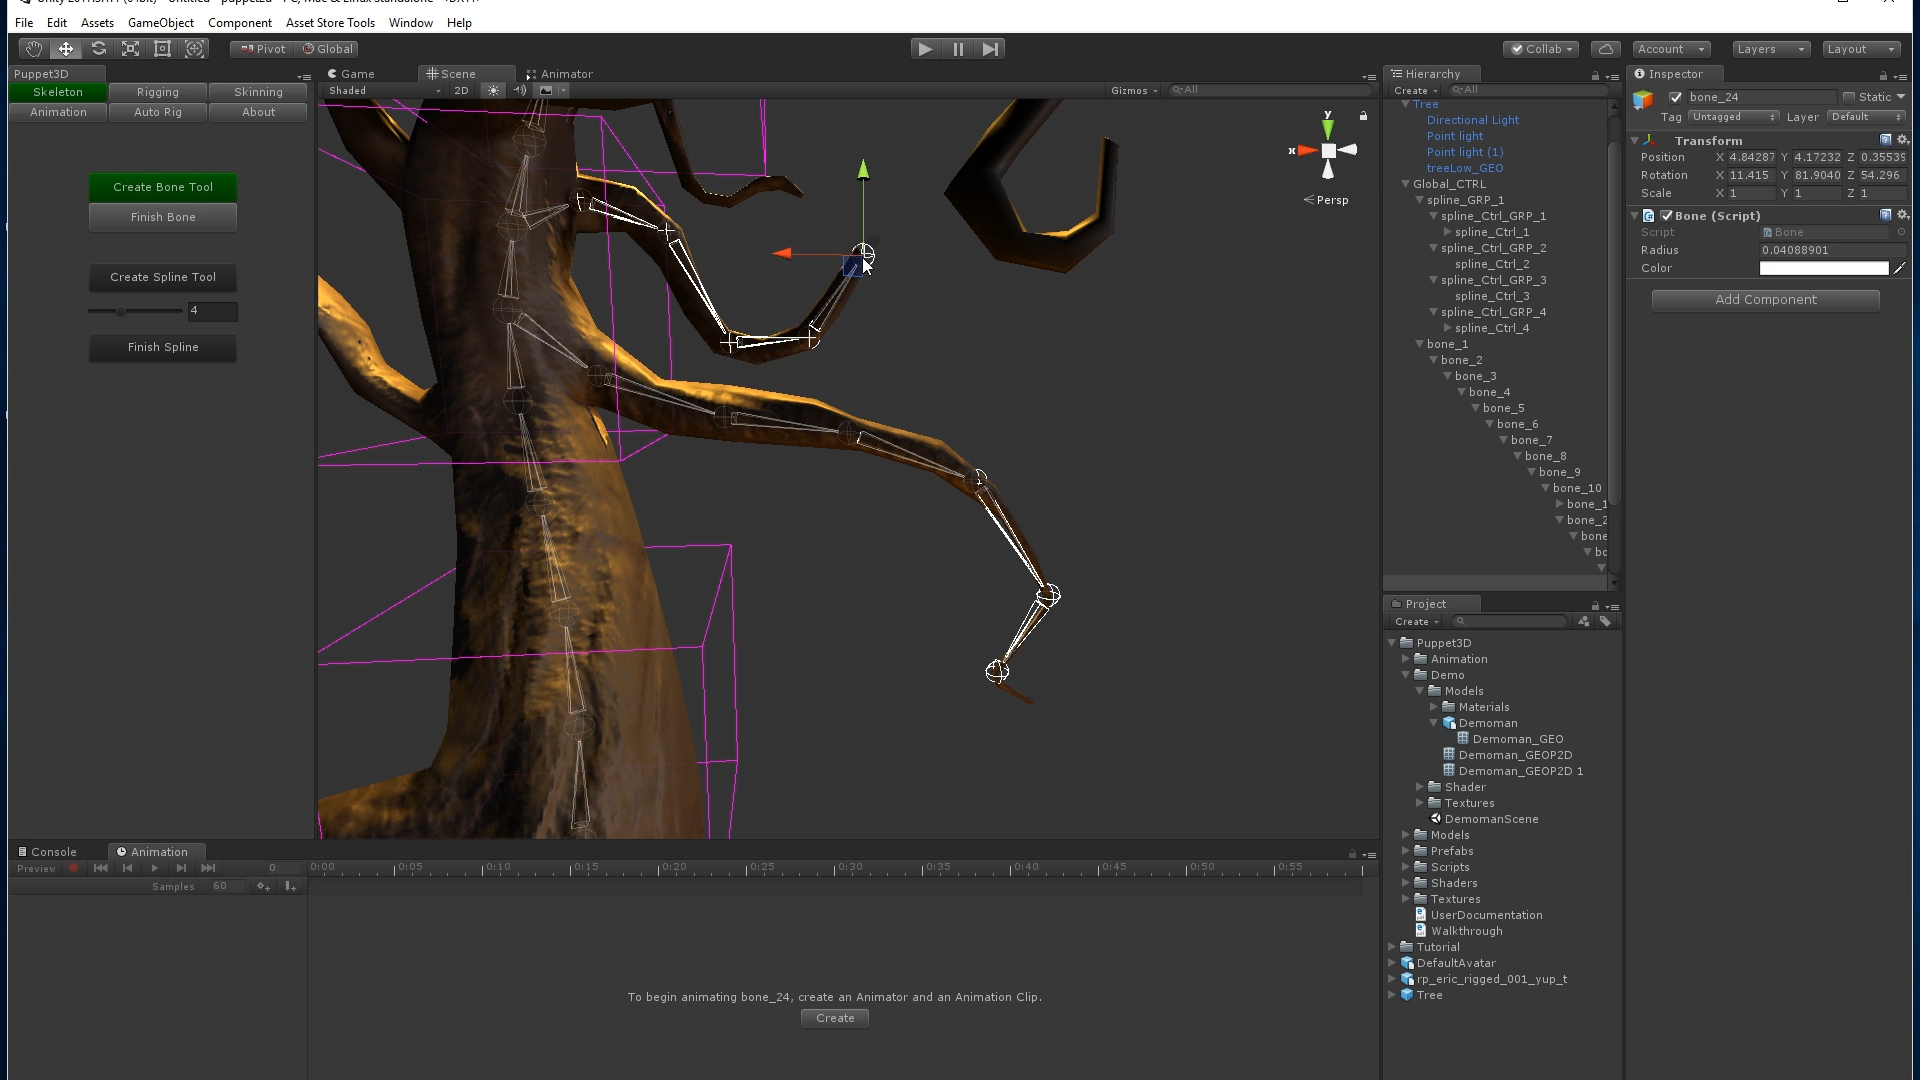 File Edit Assets GameObject Component Asset Store Tools Window Help
Pivot Global
Collab Account Layers Layout
Puppet3D
Skeleton Rigging Skinning
Animation Auto Rig About
Create Bone Tool
Finish Bone
Create Spline Tool
4
Finish Spline
Game Scene Animator
Shaded 2D Gizmos All
y
x
Persp
Hierarchy
Create All
Tree
Directional Light
Point light
Point light (1)
treeLow_GEO
Global_CTRL
spline_GRP_1
spline_Ctrl_GRP_1
spline_Ctrl_1
spline_Ctrl_GRP_2
spline_Ctrl_2
spline_Ctrl_GRP_3
spline_Ctrl_3
spline_Ctrl_GRP_4
spline_Ctrl_4
bone_1
bone_2
bone_3
bone_4
bone_5
bone_6
bone_7
bone_8
bone_9
bone_10
bone_1
bone_2
bone
bo
Project
Create
Puppet3D
Animation
Demo
Models
Materials
Demoman
Demoman_GEO
Demoman_GEOP2D
Demoman_GEOP2D 1
Shader
Textures
DemomanScene
Models
Prefabs
Scripts
Shaders
Textures
UserDocumentation
Walkthrough
Tutorial
DefaultAvatar
rp_eric_rigged_001_yup_t
Tree
Inspector
bone_24 Static
Tag Untagged Layer Default
Transform
Position X 4.84287 Y 4.17232 Z 0.35539
Rotation X 11.415 Y 81.9040 Z 54.296
Scale X 1 Y 1 Z 1
Bone (Script)
Script Bone
Radius 0.04088901
Color
Add Component
Console Animation
Preview 0 0:00 0:05 0:10 0:15 0:20 0:25 0:30 0:35 0:40 0:45 0:50 0:55
Samples 60
To begin animating bone_24, create an Animator and an Animation Clip.
Create